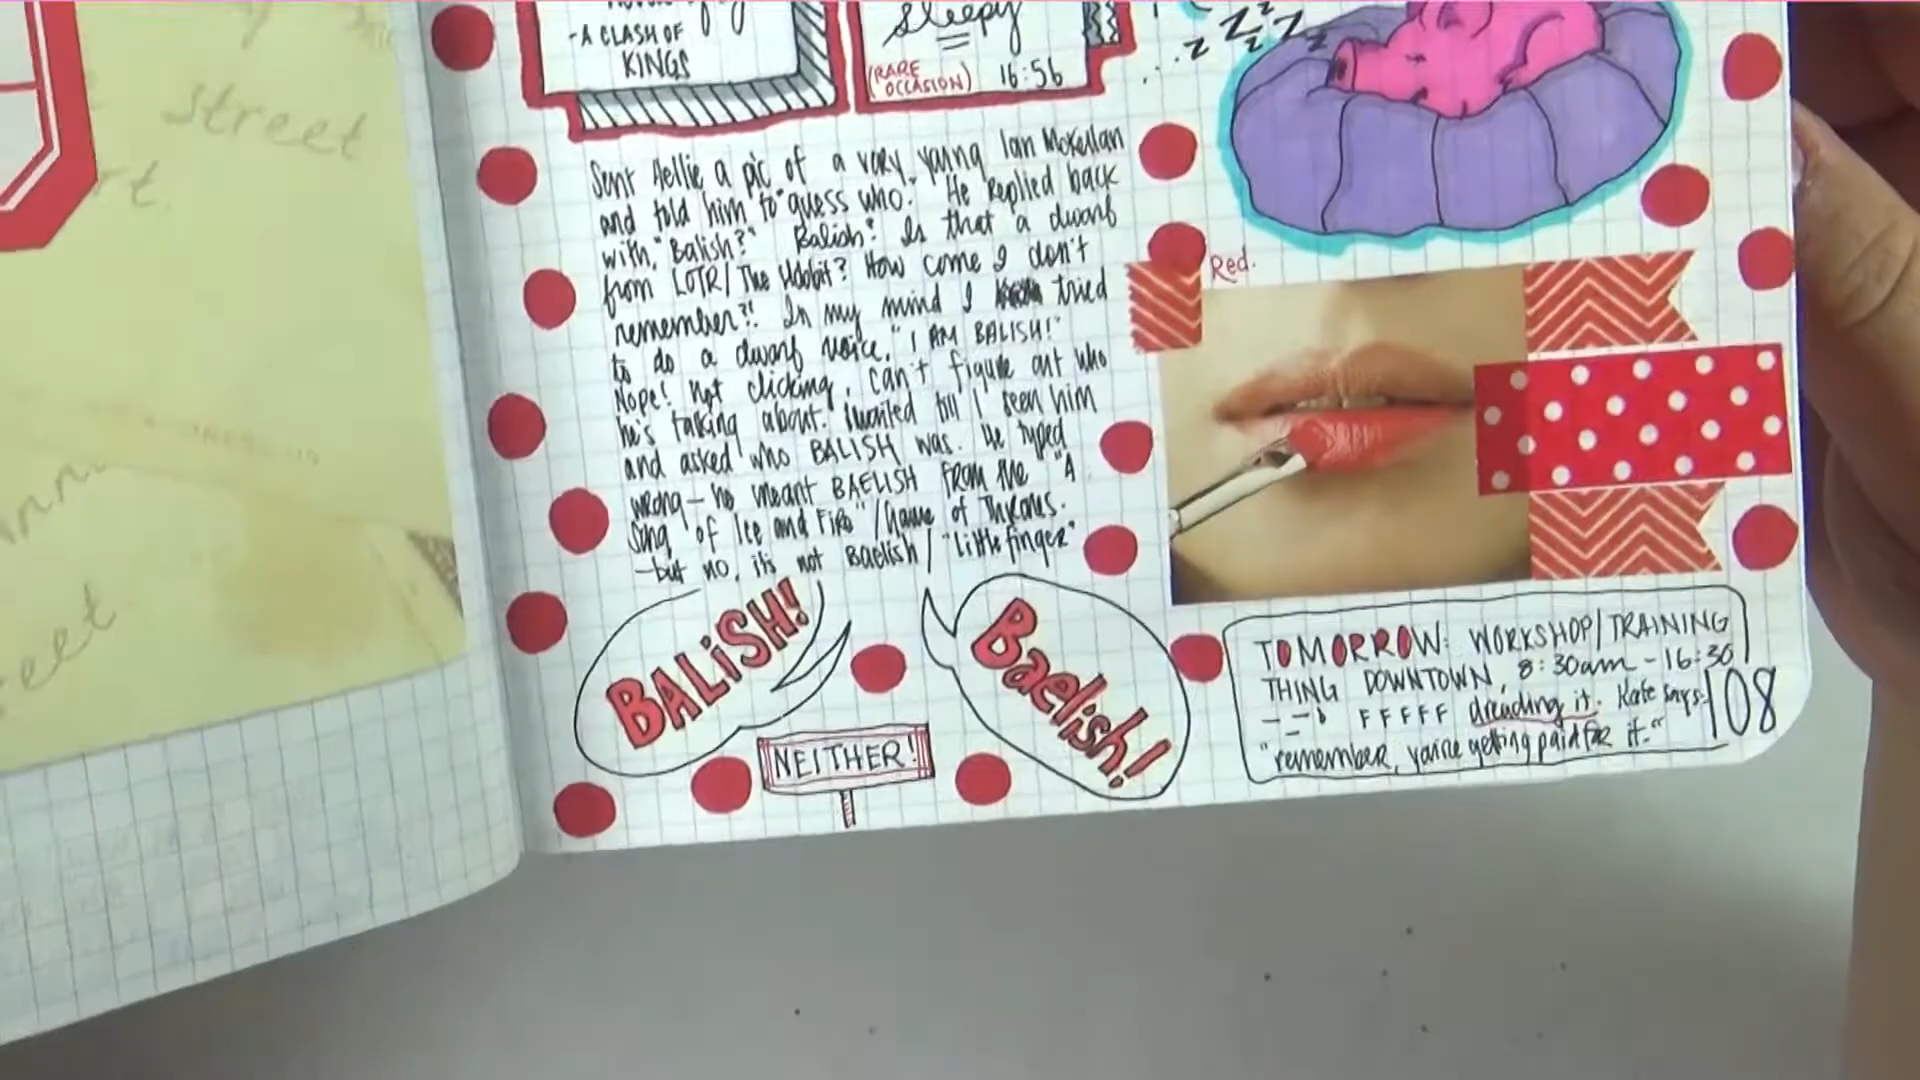 -A CLASH OF
KINGS
Sleepy
(RARE
OCCASION)
16:56
Z Z Z Z Z
street
Sent Hellie a pic of a very young Ian McKellan
and told him to "guess who." He replied back
with, "Balish?" Balish? Is that a dwarf
from LOTR/The Hobbit? How come I don't
remember?! In my mind I tried
to do a dwarf voice, "I AM BALISH!"
Nope! Not clicking, can't figure out who
he's talking about. I waited till I seen him
and asked who BALISH was. He typed
wrong- he meant BAELISH from the "A
Song of Ice and Fire"/Game of Thrones.
-but no, it's not Baelish/"Littlefinger"
Red.
BALiSH!
Baelish!
NEITHER!
TOMORROW: WORKSHOP/TRAINING
THING DOWNTOWN, 8:30am-16:30
FFFFF dreading it. Kate says:
"remember, you're getting paid for it."
108